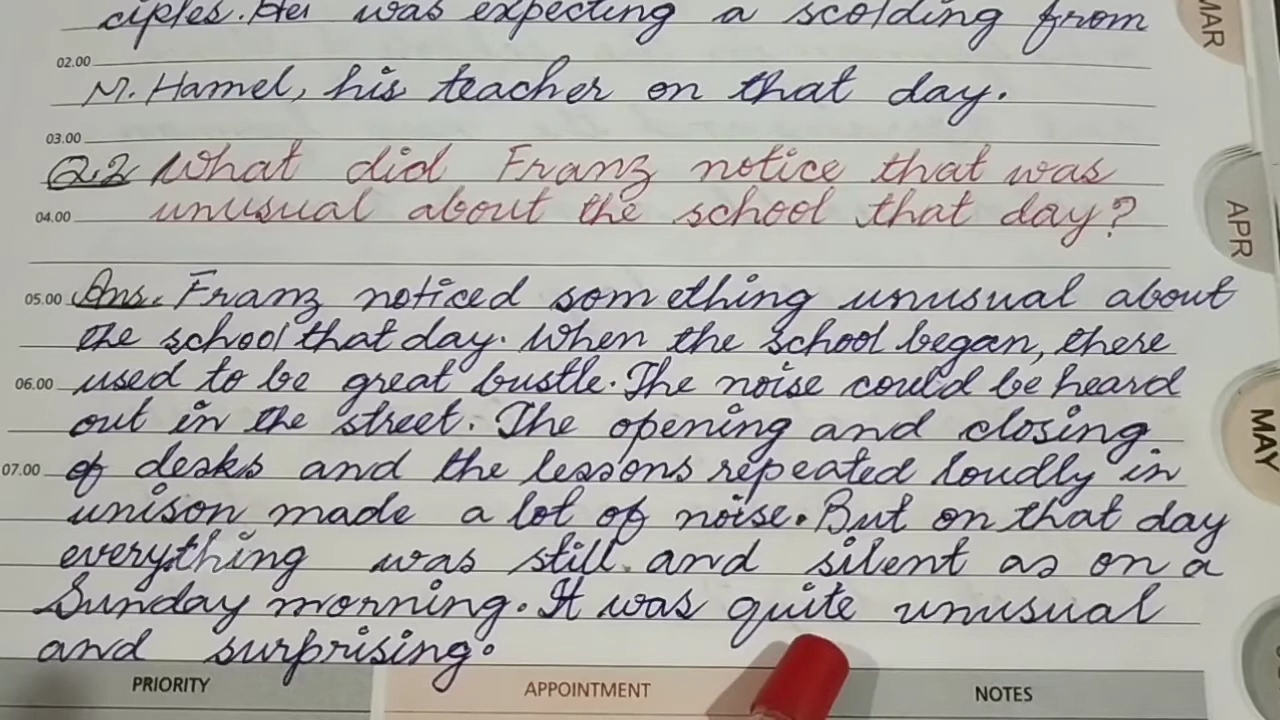 ciples. He was expecting a scolding from
MAR
02.00
M. Hamel, his teacher on that day.
03.00
Q.2 What did Franz notice that was
04.00 unusual about the school that day?
APR
05.00 Ans. Franz noticed something unusual about
the school that day. When the school began, there
06.00 used to be great bustle. The noise could be heard
out in the street. The opening and closing
MAY
07.00 of desks and the lessons repeated loudly in
unison made a lot of noise. But on that day
everything was still and silent as on a
Sunday morning. It was quite unusual
and surprising.
PRIORITY APPOINTMENT NOTES